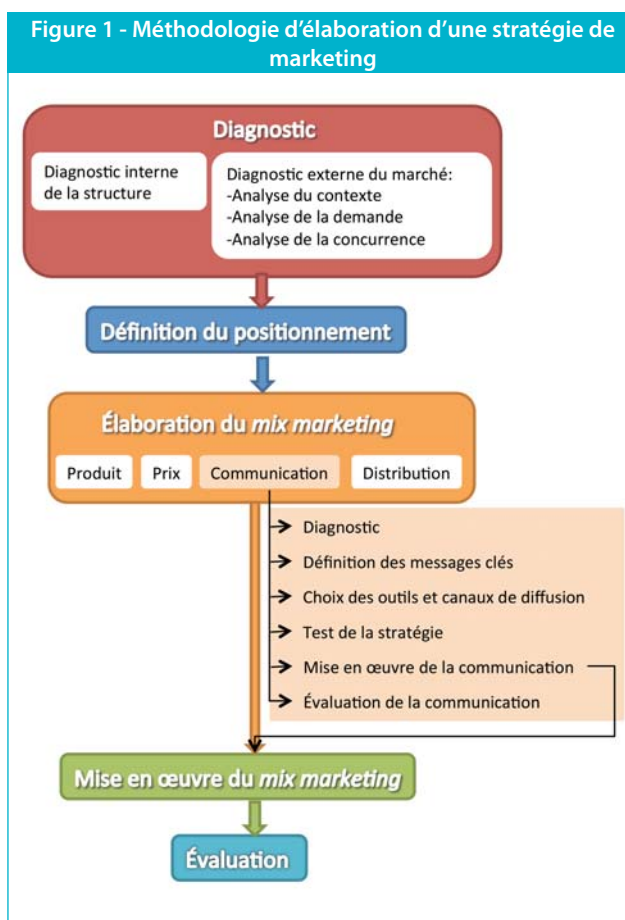 Figure 1 - Méthodologie d’élaboration d’une stratégie de
marketing
Diagnostic
Diagnostic interne
de la structure
Diagnostic externe du marché:
-Analyse du contexte
-Analyse de la demande
-Analyse de la concurrence
Définition du positionnement
Élaboration du mix marketing
Produit
Prix
Communication
Distribution
Diagnostic
Définition des messages clés
Choix des outils et canaux de diffusion
Test de la stratégie
Mise en œuvre de la communication
Évaluation de la communication
Mise en œuvre du mix marketing
Évaluation